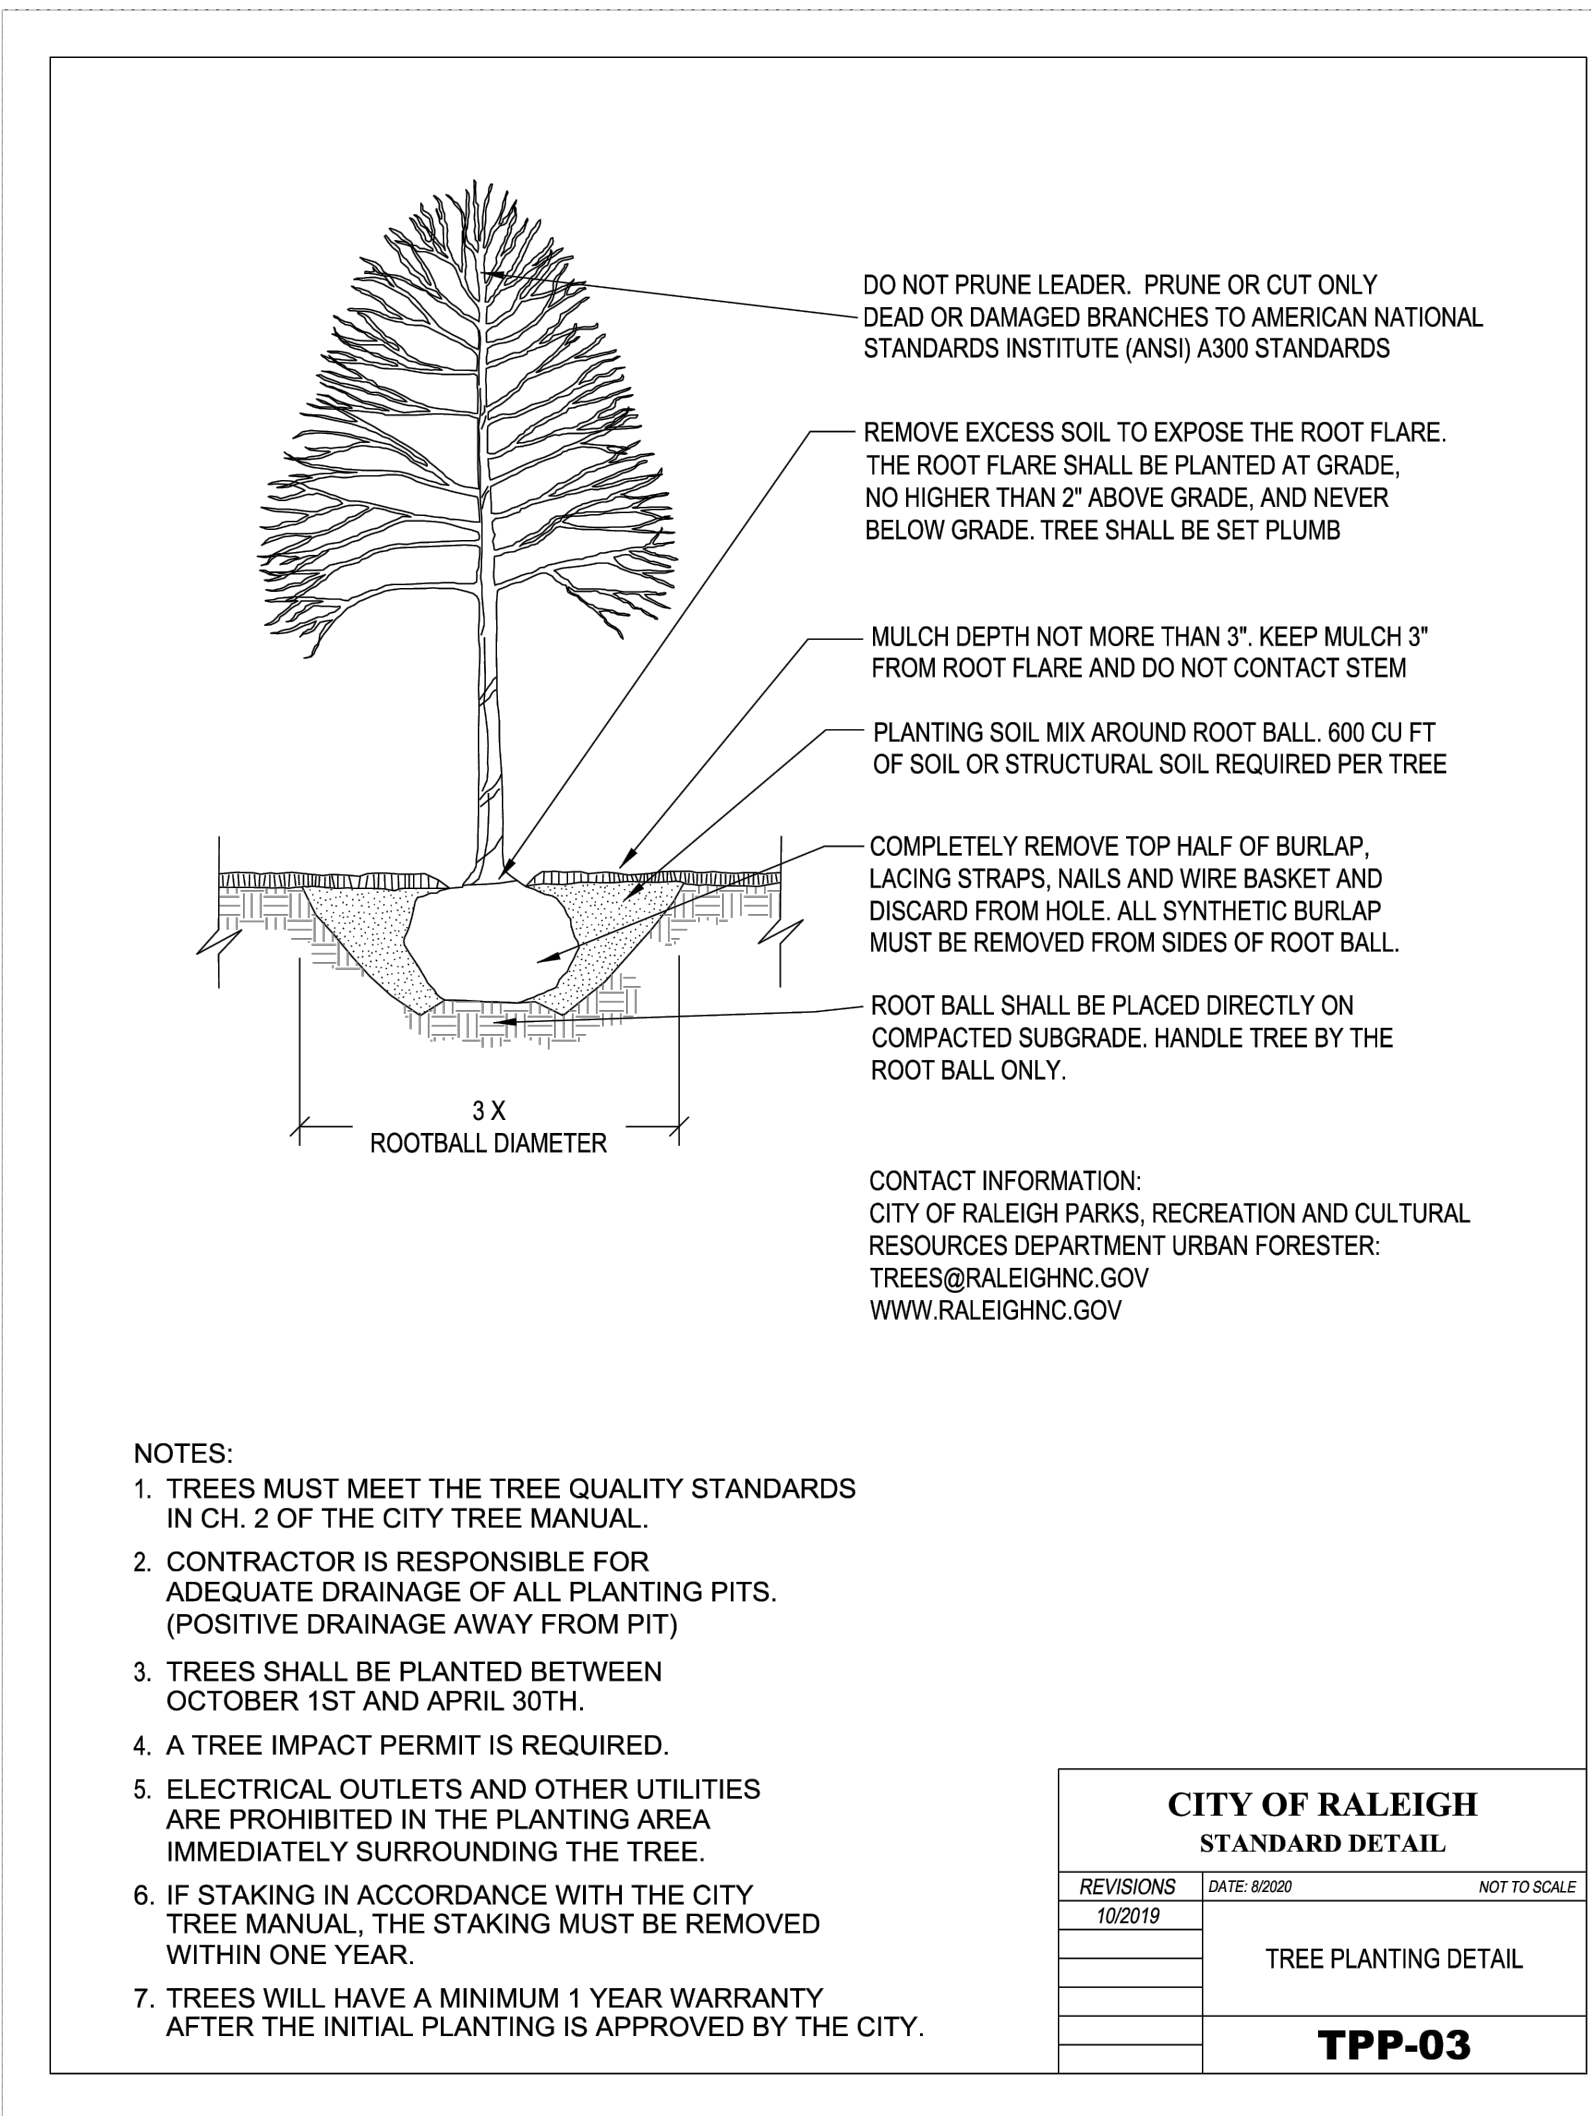 DO NOT PRUNE LEADER. PRUNE OR CUT ONLY
DEAD OR DAMAGED BRANCHES TO AMERICAN NATIONAL
STANDARDS INSTITUTE (ANSI) A300 STANDARDS
REMOVE EXCESS SOIL TO EXPOSE THE ROOT FLARE.
THE ROOT FLARE SHALL BE PLANTED AT GRADE,
NO HIGHER THAN 2" ABOVE GRADE, AND NEVER
BELOW GRADE. TREE SHALL BE SET PLUMB
MULCH DEPTH NOT MORE THAN 3". KEEP MULCH 3"
FROM ROOT FLARE AND DO NOT CONTACT STEM
PLANTING SOIL MIX AROUND ROOT BALL. 600 CU FT
OF SOIL OR STRUCTURAL SOIL REQUIRED PER TREE
COMPLETELY REMOVE TOP HALF OF BURLAP,
LACING STRAPS, NAILS AND WIRE BASKET AND
DISCARD FROM HOLE. ALL SYNTHETIC BURLAP
MUST BE REMOVED FROM SIDES OF ROOT BALL.
ROOT BALL SHALL BE PLACED DIRECTLY ON
COMPACTED SUBGRADE. HANDLE TREE BY THE
ROOT BALL ONLY.
3 X
ROOTBALL DIAMETER
CONTACT INFORMATION:
CITY OF RALEIGH PARKS, RECREATION AND CULTURAL
RESOURCES DEPARTMENT URBAN FORESTER:
TREES@RALEIGHNC.GOV
WWW.RALEIGHNC.GOV
NOTES:
1. TREES MUST MEET THE TREE QUALITY STANDARDS
IN CH. 2 OF THE CITY TREE MANUAL.
2. CONTRACTOR IS RESPONSIBLE FOR
ADEQUATE DRAINAGE OF ALL PLANTING PITS.
(POSITIVE DRAINAGE AWAY FROM PIT)
3. TREES SHALL BE PLANTED BETWEEN
OCTOBER 1ST AND APRIL 30TH.
4. A TREE IMPACT PERMIT IS REQUIRED.
5. ELECTRICAL OUTLETS AND OTHER UTILITIES
ARE PROHIBITED IN THE PLANTING AREA
IMMEDIATELY SURROUNDING THE TREE.
6. IF STAKING IN ACCORDANCE WITH THE CITY
TREE MANUAL, THE STAKING MUST BE REMOVED
WITHIN ONE YEAR.
7. TREES WILL HAVE A MINIMUM 1 YEAR WARRANTY
AFTER THE INITIAL PLANTING IS APPROVED BY THE CITY.
CITY OF RALEIGH
STANDARD DETAIL
REVISIONS
DATE: 8/2020
NOT TO SCALE
10/2019
TREE PLANTING DETAIL
TPP-03